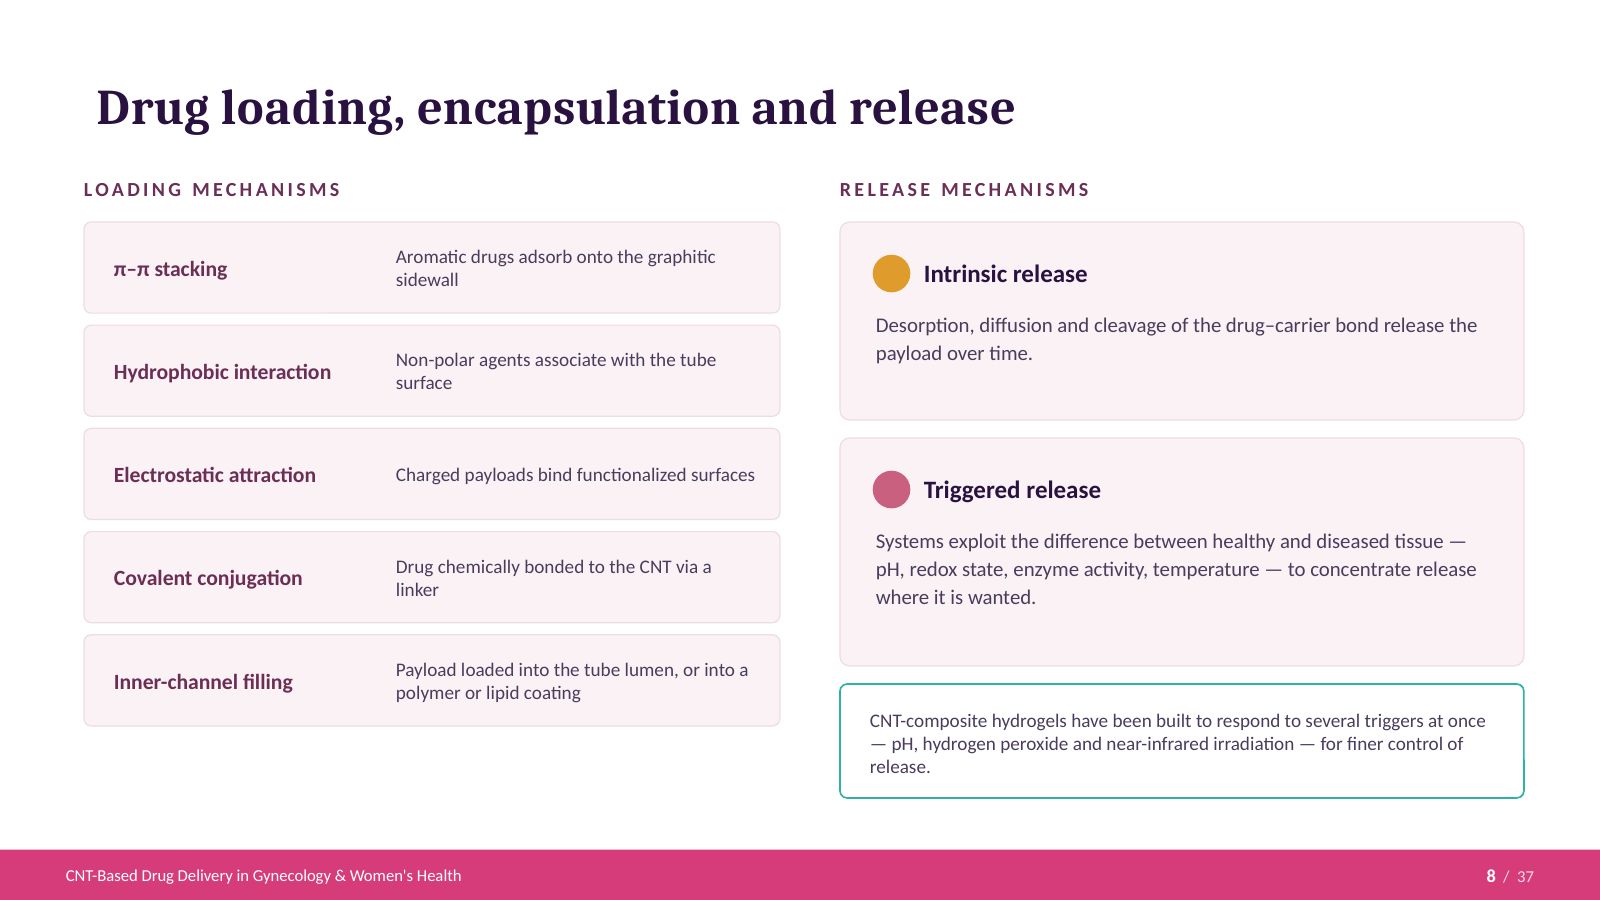 Drug loading, encapsulation and release
LOADING MECHANISMS
π–π stacking
Aromatic drugs adsorb onto the graphitic
sidewall
Hydrophobic interaction
Non-polar agents associate with the tube
surface
Electrostatic attraction
Charged payloads bind functionalized surfaces
Covalent conjugation
Drug chemically bonded to the CNT via a
linker
Inner-channel filling
Payload loaded into the tube lumen, or into a
polymer or lipid coating
RELEASE MECHANISMS
Intrinsic release
Desorption, diffusion and cleavage of the drug–carrier bond release the
payload over time.
Triggered release
Systems exploit the difference between healthy and diseased tissue —
pH, redox state, enzyme activity, temperature — to concentrate release
where it is wanted.
CNT-composite hydrogels have been built to respond to several triggers at once
— pH, hydrogen peroxide and near-infrared irradiation — for finer control of
release.
CNT-Based Drug Delivery in Gynecology & Women's Health
8 / 37